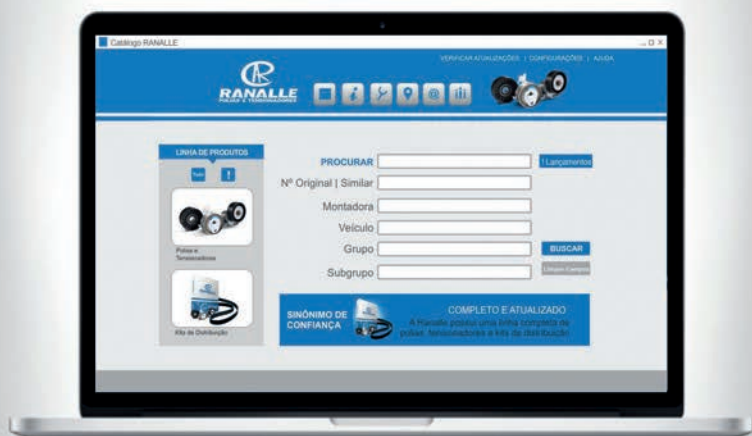 Catálogo RANALLE
VERIFICAR ATUALIZAÇÕES | CONFIGURAÇÕES | AJUDA
RANALLE
POLIAS E TENSIONADORES
LINHA DE PRODUTOS
Tudo
!
Polias e
Tensionadores
Kits de Distribuição
PROCURAR
! Lançamentos
Nº Original | Similar
Montadora
Veículo
Grupo
BUSCAR
Subgrupo
Limpar Campos
SINÔNIMO DE
CONFIANÇA
COMPLETO E ATUALIZADO
A Ranalle possui uma linha completa de
polias, tensionadores e kits de distribuição